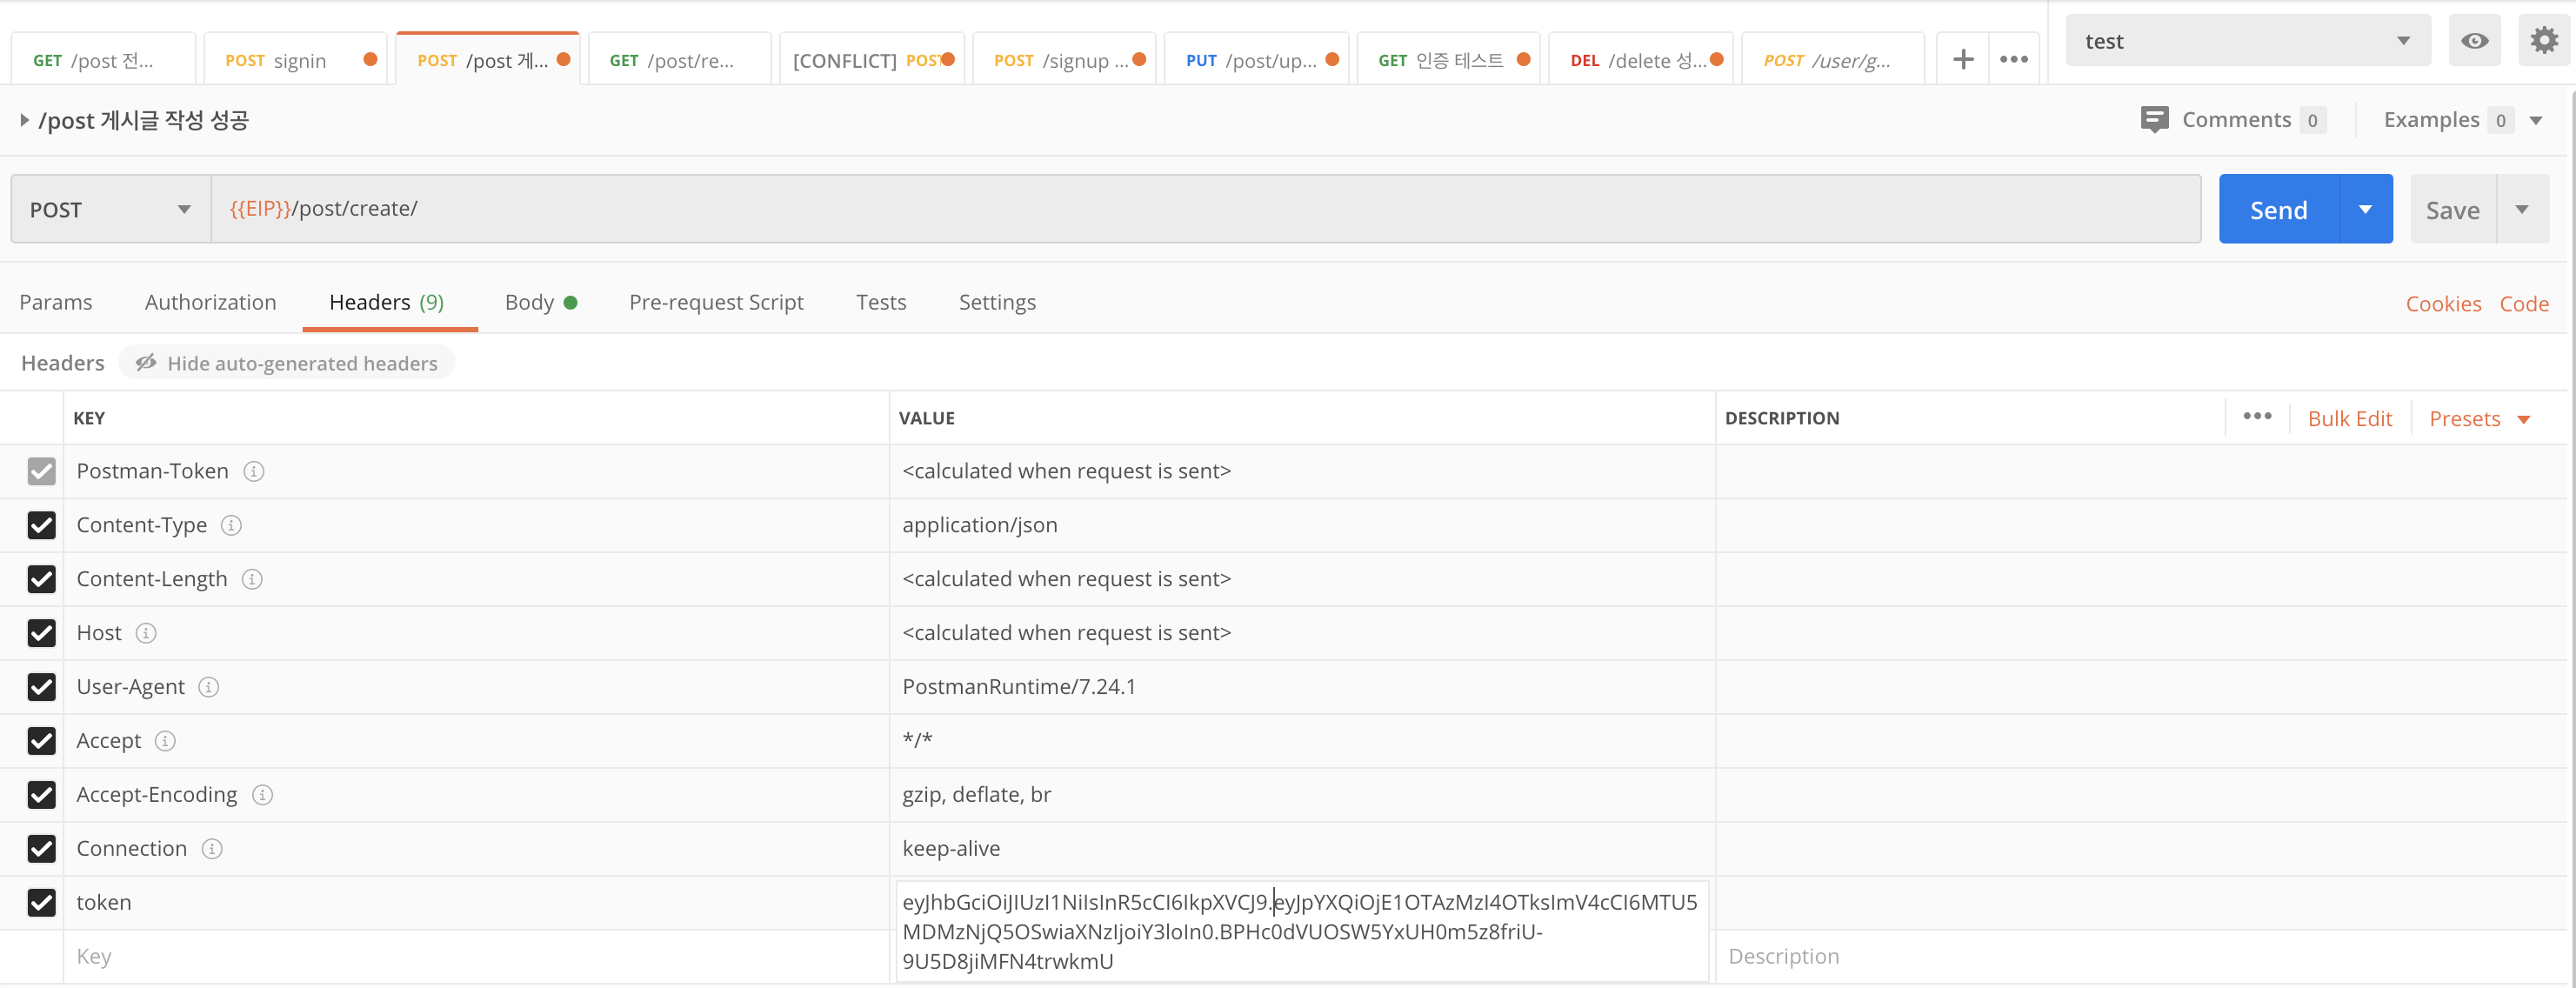 GET /post 전...
POST signin
POST /post 게...
GET /post/re...
[CONFLICT] POST
POST /signup ...
PUT /post/up...
GET 인증 테스트
DEL /delete 성...
POST /user/g...
test
/post 게시글 작성 성공
Comments 0
Examples 0
POST
{{EIP}}/post/create/
Send
Save
Params Authorization Headers (9) Body Pre-request Script Tests Settings
Cookies Code
Headers Hide auto-generated headers
KEY VALUE DESCRIPTION
Bulk Edit Presets
Postman-Token <calculated when request is sent>
Content-Type application/json
Content-Length <calculated when request is sent>
Host <calculated when request is sent>
User-Agent PostmanRuntime/7.24.1
Accept */*
Accept-Encoding gzip, deflate, br
Connection keep-alive
token eyJhbGciOiJIUzI1NiIsInR5cCI6IkpXVCJ9.eyJpYXQiOjE1OTAzMzI4OTksImV4cCI6MTU5
MDMzNjQ5OSwiaXNzIjoiY3loIn0.BPHc0dVUOSW5YxUH0m5z8friU-
9U5D8jiMFN4trwkmU
Key Description